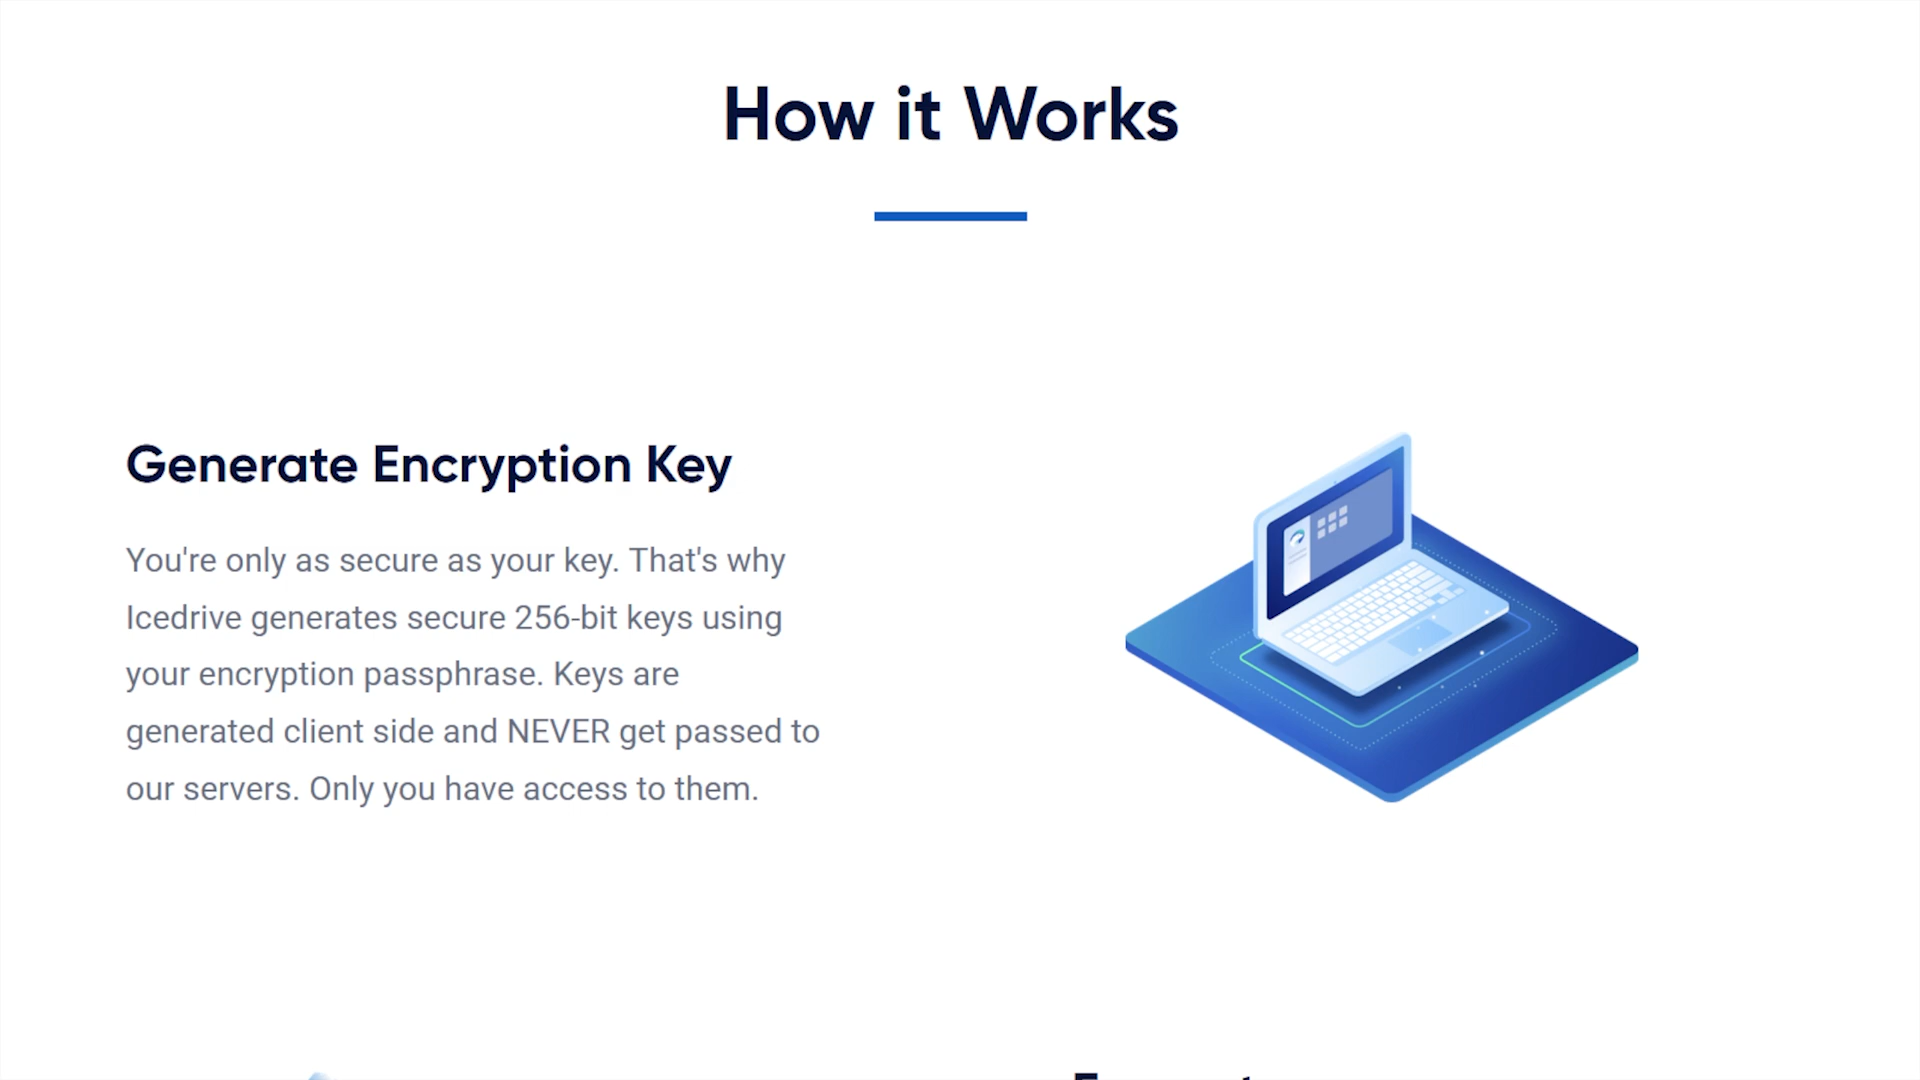 How it Works
Generate Encryption Key
You're only as secure as your key. That's why
Icedrive generates secure 256-bit keys using
your encryption passphrase. Keys are
generated client side and NEVER get passed to
our servers. Only you have access to them.